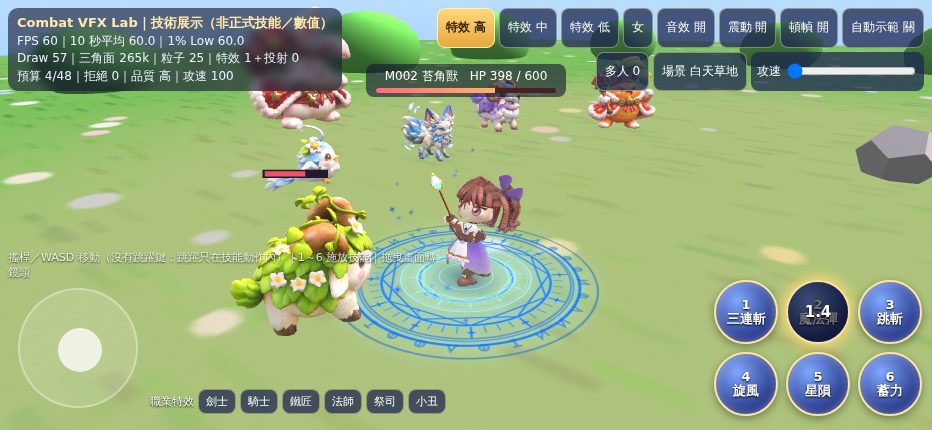 Combat VFX Lab｜技術展示（非正式技能／數值）
FPS 60｜10 秒平均 60.0｜1% Low 60.0
Draw 57｜三角面 265k｜粒子 25｜特效 1＋投射 0
預算 4/48｜拒絕 0｜品質 高｜攻速 100
特效 高
特效 中
特效 低
女
音效 開
震動 開
頓幀 開
自動示範 關
多人 0
場景 白天草地
攻速
M002 苔角獸 HP 398 / 600
搖桿／WASD 移動（沒有跳躍鍵；跳躍只在技能動作內）｜1～6 施放技能｜拖曳畫面轉
鏡頭
1
三連斬
2
魔法彈
1.4
3
跳斬
4
旋風
5
星隕
6
蓄力
職業特效
劍士
騎士
鐵匠
法師
祭司
小丑